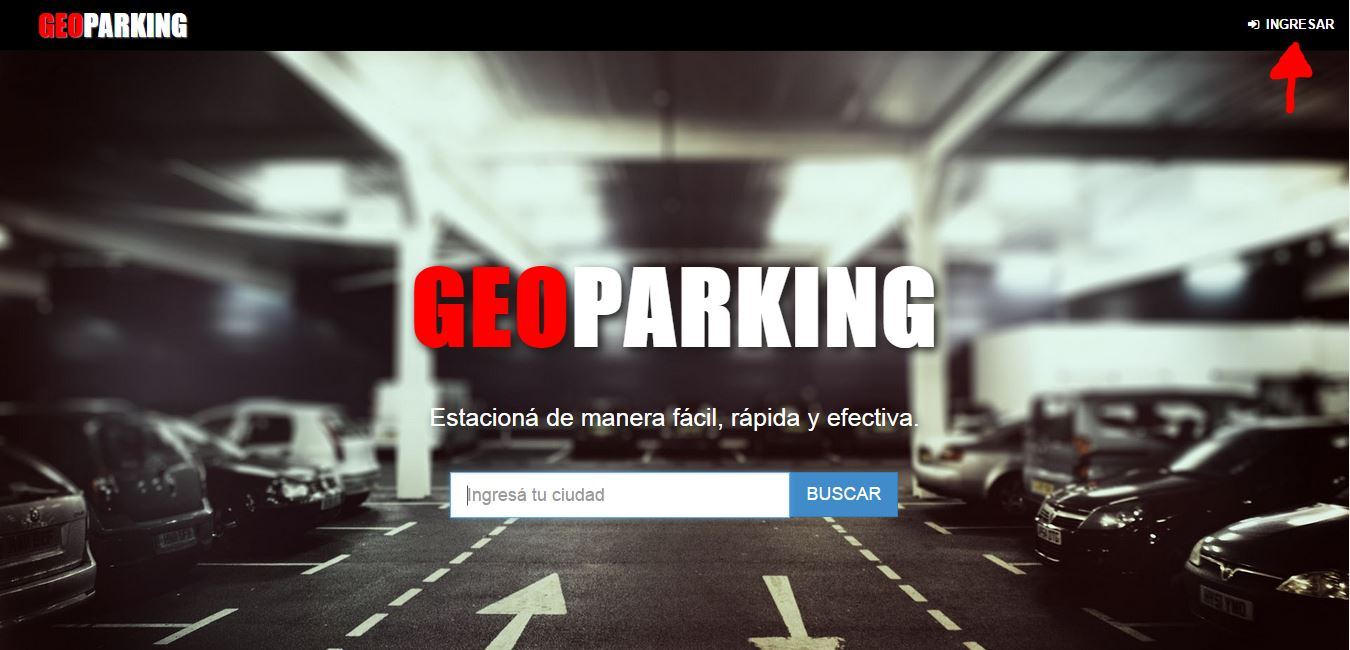 GEOPARKING
INGRESAR
GEOPARKING
Estacioná de manera fácil, rápida y efectiva.
Ingresá tu ciudad
BUSCAR